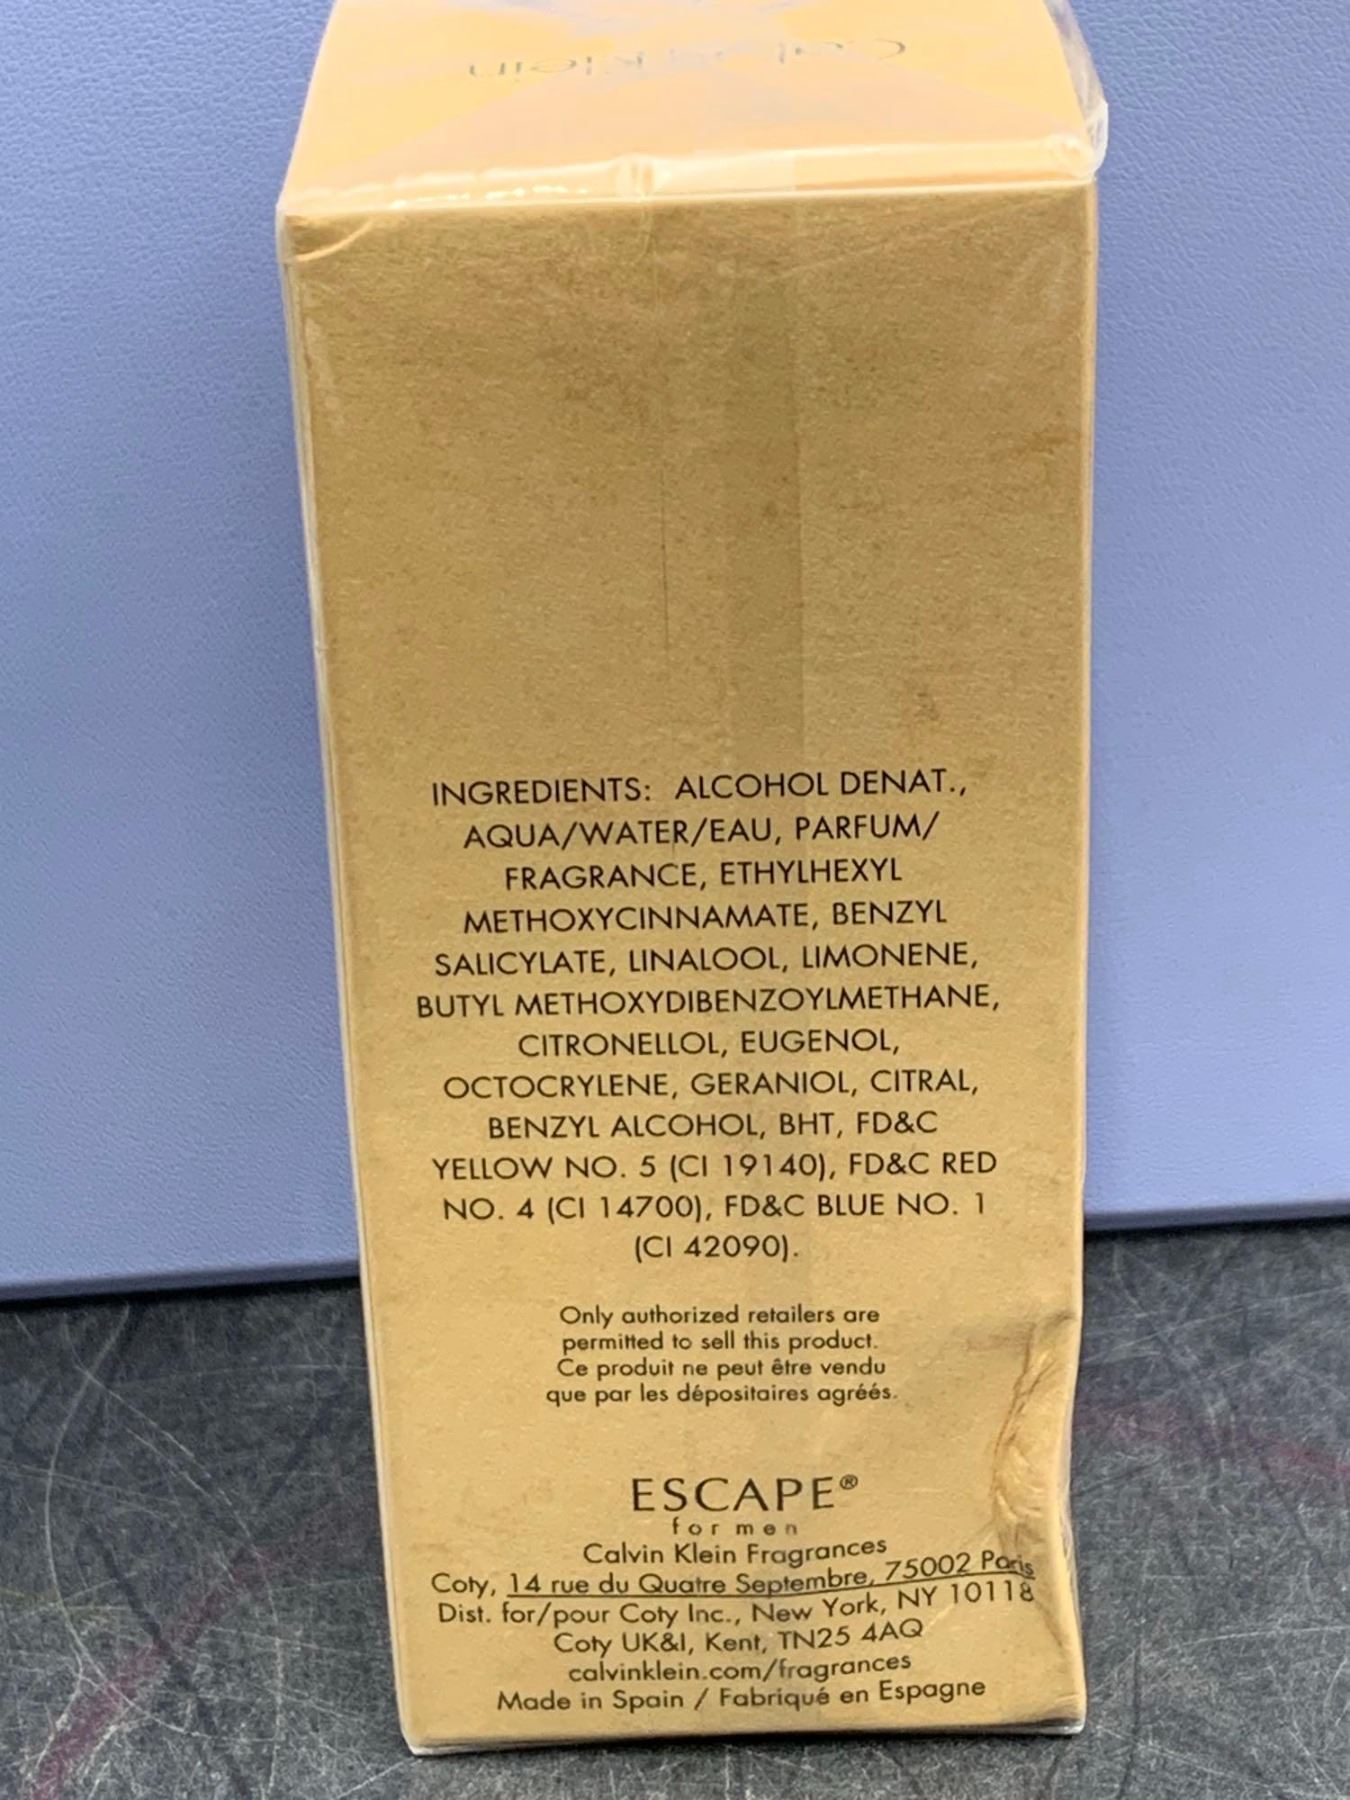 Calvin Klein
INGREDIENTS: ALCOHOL DENAT.,
AQUA/WATER/EAU, PARFUM/
FRAGRANCE, ETHYLHEXYL
METHOXYCINNAMATE, BENZYL
SALICYLATE, LINALOOL, LIMONENE,
BUTYL METHOXYDIBENZOYLMETHANE,
CITRONELLOL, EUGENOL,
OCTOCRYLENE, GERANIOL, CITRAL,
BENZYL ALCOHOL, BHT, FD&C
YELLOW NO. 5 (CI 19140), FD&C RED
NO. 4 (CI 14700), FD&C BLUE NO. 1
(CI 42090).
Only authorized retailers are
permitted to sell this product.
Ce produit ne peut être vendu
que par les dépositaires agréés.
ESCAPE®
for men
Calvin Klein Fragrances
Coty, 14 rue du Quatre Septembre, 75002 Paris
Dist. for/pour Coty Inc., New York, NY 10118
Coty UK&I, Kent, TN25 4AQ
calvinklein.com/fragrances
Made in Spain / Fabriqué en Espagne